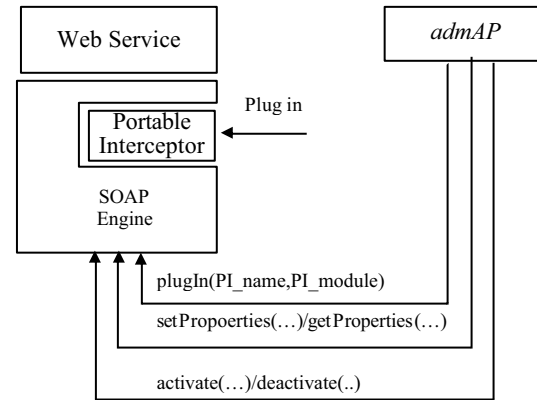 Web Service
admAP
Plug in
Portable
Interceptor
SOAP
Engine
plugIn(PI_name,PI_module)
setPropoerties(…)/getProperties(…)
activate(…)/deactivate(..)